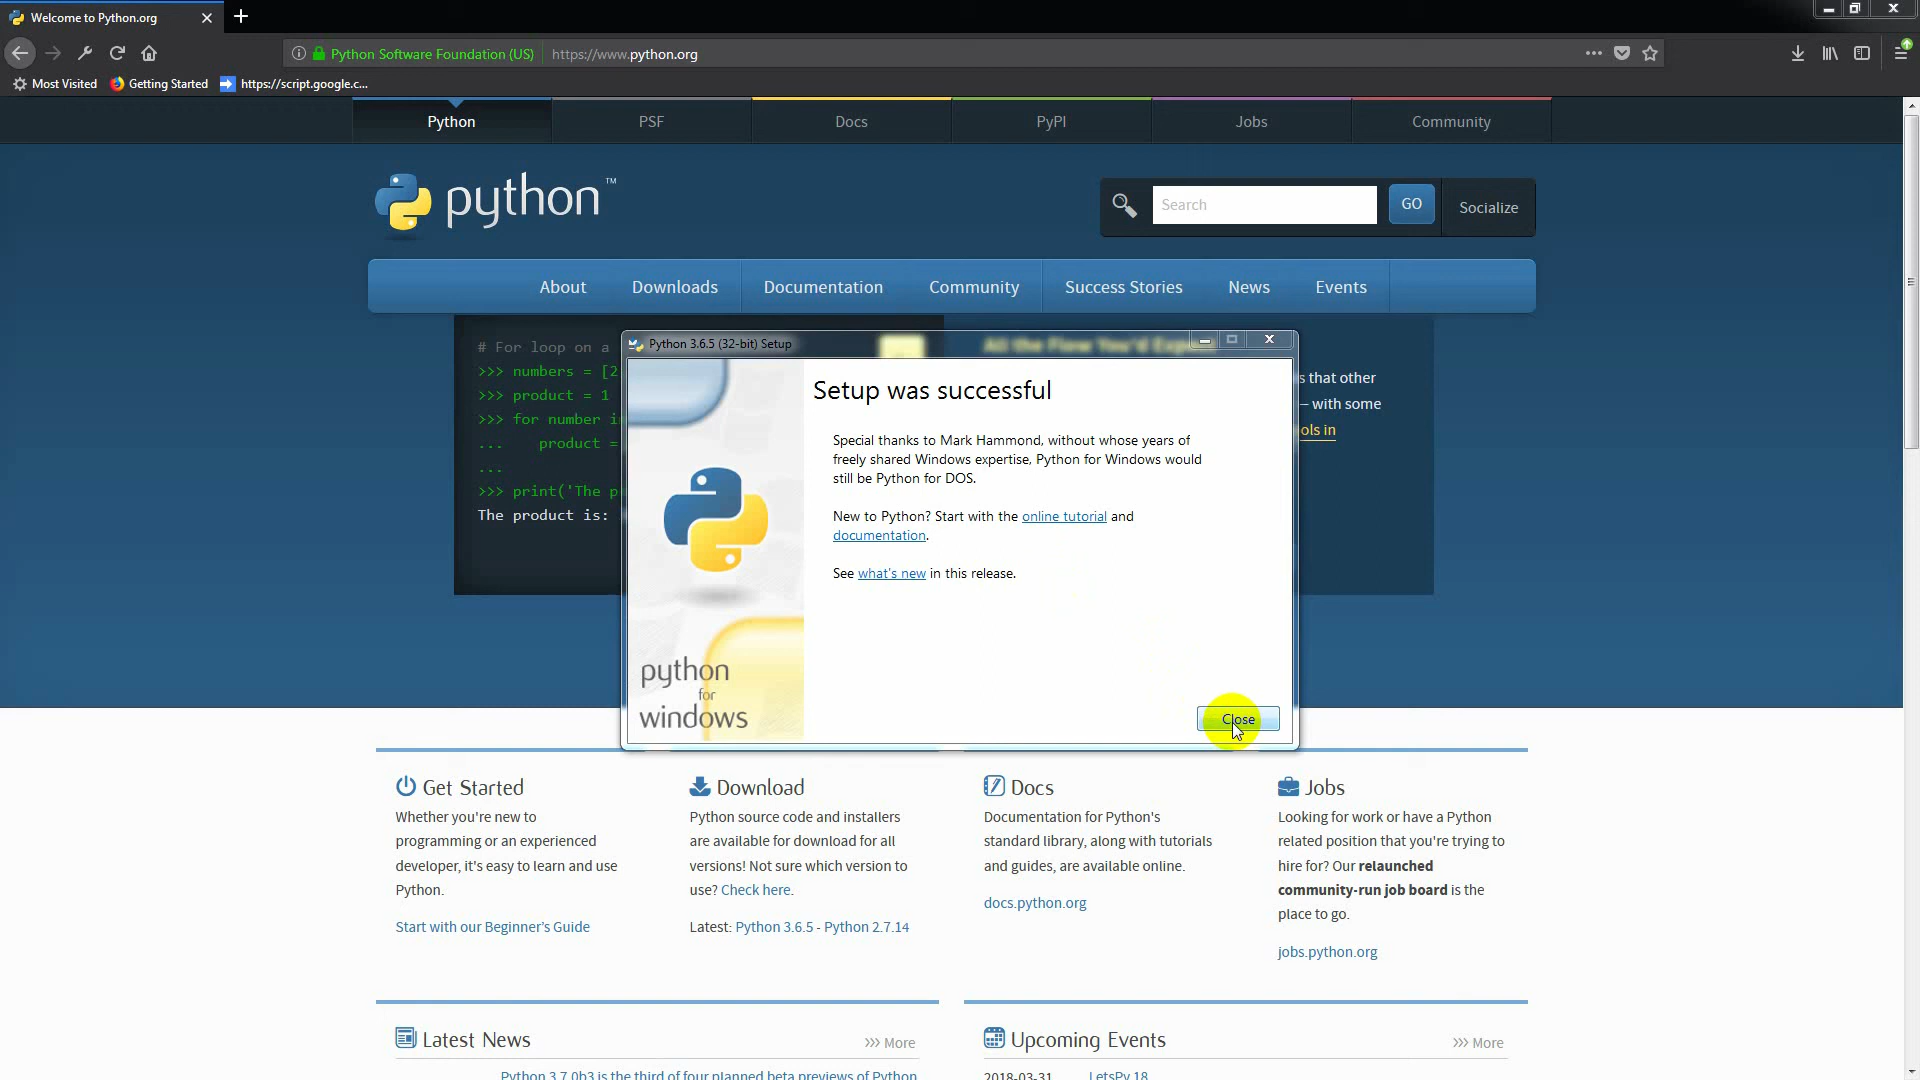 Welcome to Python.org
Python Software Foundation (US) https://www.python.org
Most Visited Getting Started https://script.google.c...
Python PSF Docs PyPI Jobs Community
python™
Search GO Socialize
About Downloads Documentation Community Success Stories News Events
# For loop on a
>>> numbers = [2
>>> product = 1
>>> for number i
... product =
...
>>> print('The p
The product is:
All the Flow You'd Expect
s that other
– with some
ols in
Python 3.6.5 (32-bit) Setup
Setup was successful
Special thanks to Mark Hammond, without whose years of
freely shared Windows expertise, Python for Windows would
still be Python for DOS.
New to Python? Start with the online tutorial and
documentation.
See what's new in this release.
python
for
windows
Close
Get Started
Whether you're new to
programming or an experienced
developer, it's easy to learn and use
Python.
Start with our Beginner's Guide
Download
Python source code and installers
are available for download for all
versions! Not sure which version to
use? Check here.
Latest: Python 3.6.5 - Python 2.7.14
Docs
Documentation for Python's
standard library, along with tutorials
and guides, are available online.
docs.python.org
Jobs
Looking for work or have a Python
related position that you're trying to
hire for? Our relaunched
community-run job board is the
place to go.
jobs.python.org
Latest News
>>> More
Python 3.7.0b3 is the third of four planned beta previews of Python
Upcoming Events
>>> More
2018-03-31 LetsPy 18